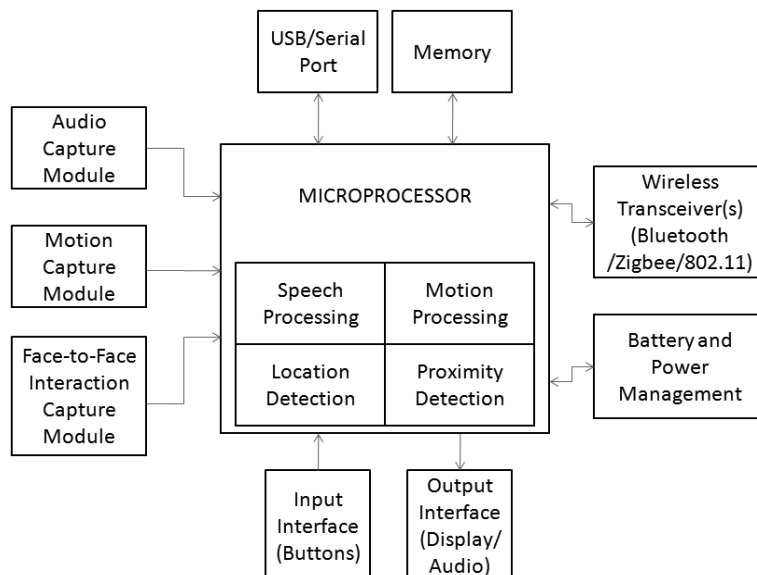 USB/Serial
Port
Memory
Audio
Capture
Module
MICROPROCESSOR
Wireless
Transceiver(s)
(Bluetooth
/Zigbee/802.11)
Motion
Capture
Module
Speech
Processing
Motion
Processing
Face-to-Face
Interaction
Capture
Module
Location
Detection
Proximity
Detection
Battery and
Power
Management
Input
Interface
(Buttons)
Output
Interface
(Display/
Audio)